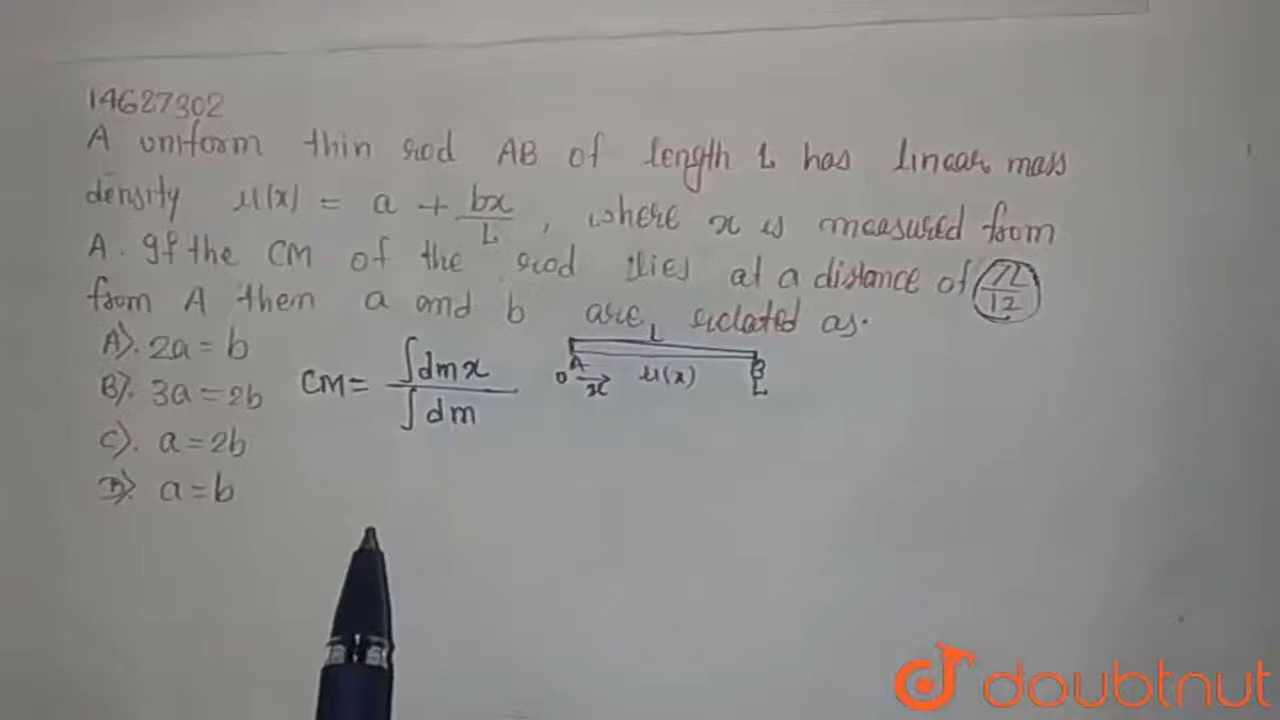 14627302
A uniform thin rod AB of length L has linear mass
density μ(x) = a + bx/L, where x is measured from
A. If the CM of the rod lies at a distance of 7L/12
from A then a and b are related as.
A). 2a = b
B). 3a = 2b
C). a = 2b
D). a = b
CM = ∫dmx / ∫dm
L
A B
0 x μ(x) L
doubtnut